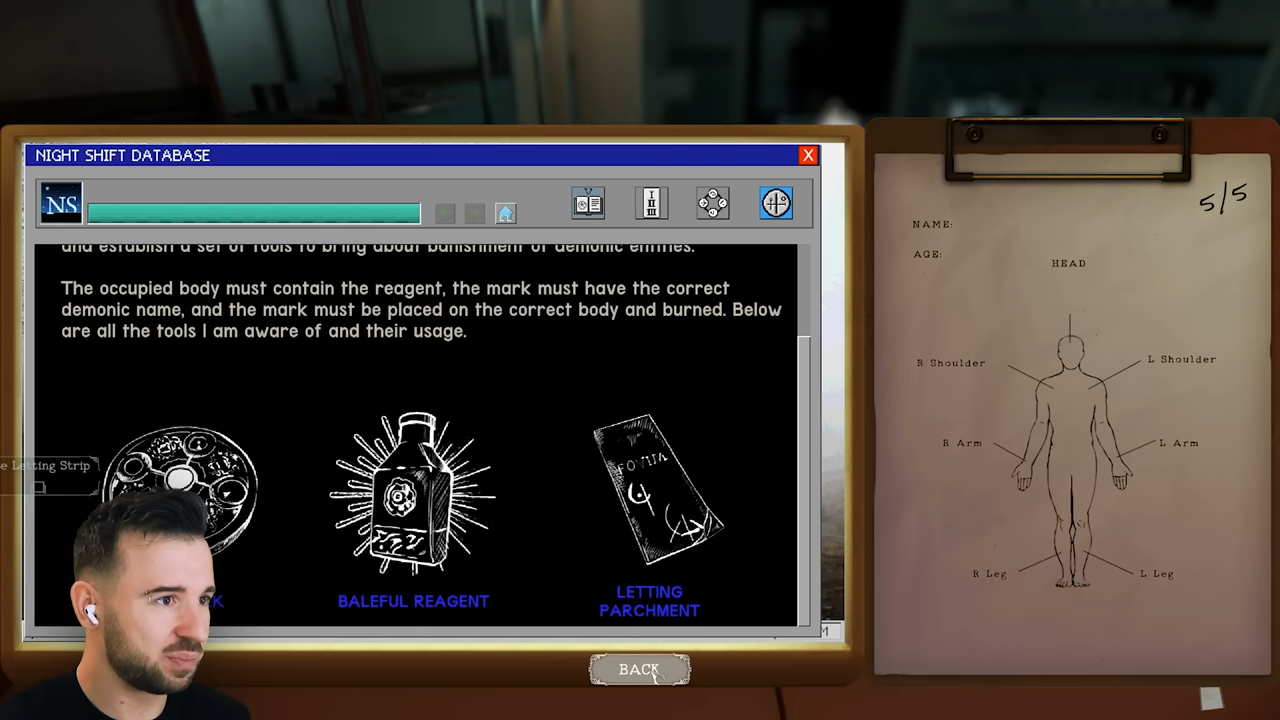 NIGHT SHIFT DATABASE
X
NS
I
II
III
and establish a set of tools to bring about banishment of demonic entities.
The occupied body must contain the reagent, the mark must have the correct
demonic name, and the mark must be placed on the correct body and burned. Below
are all the tools I am aware of and their usage.
e Letting Strip
K
BALEFUL REAGENT
LETTING
PARCHMENT
BACK
5/5
NAME:
AGE:
HEAD
R Shoulder
L Shoulder
R Arm
L Arm
R Leg
L Leg